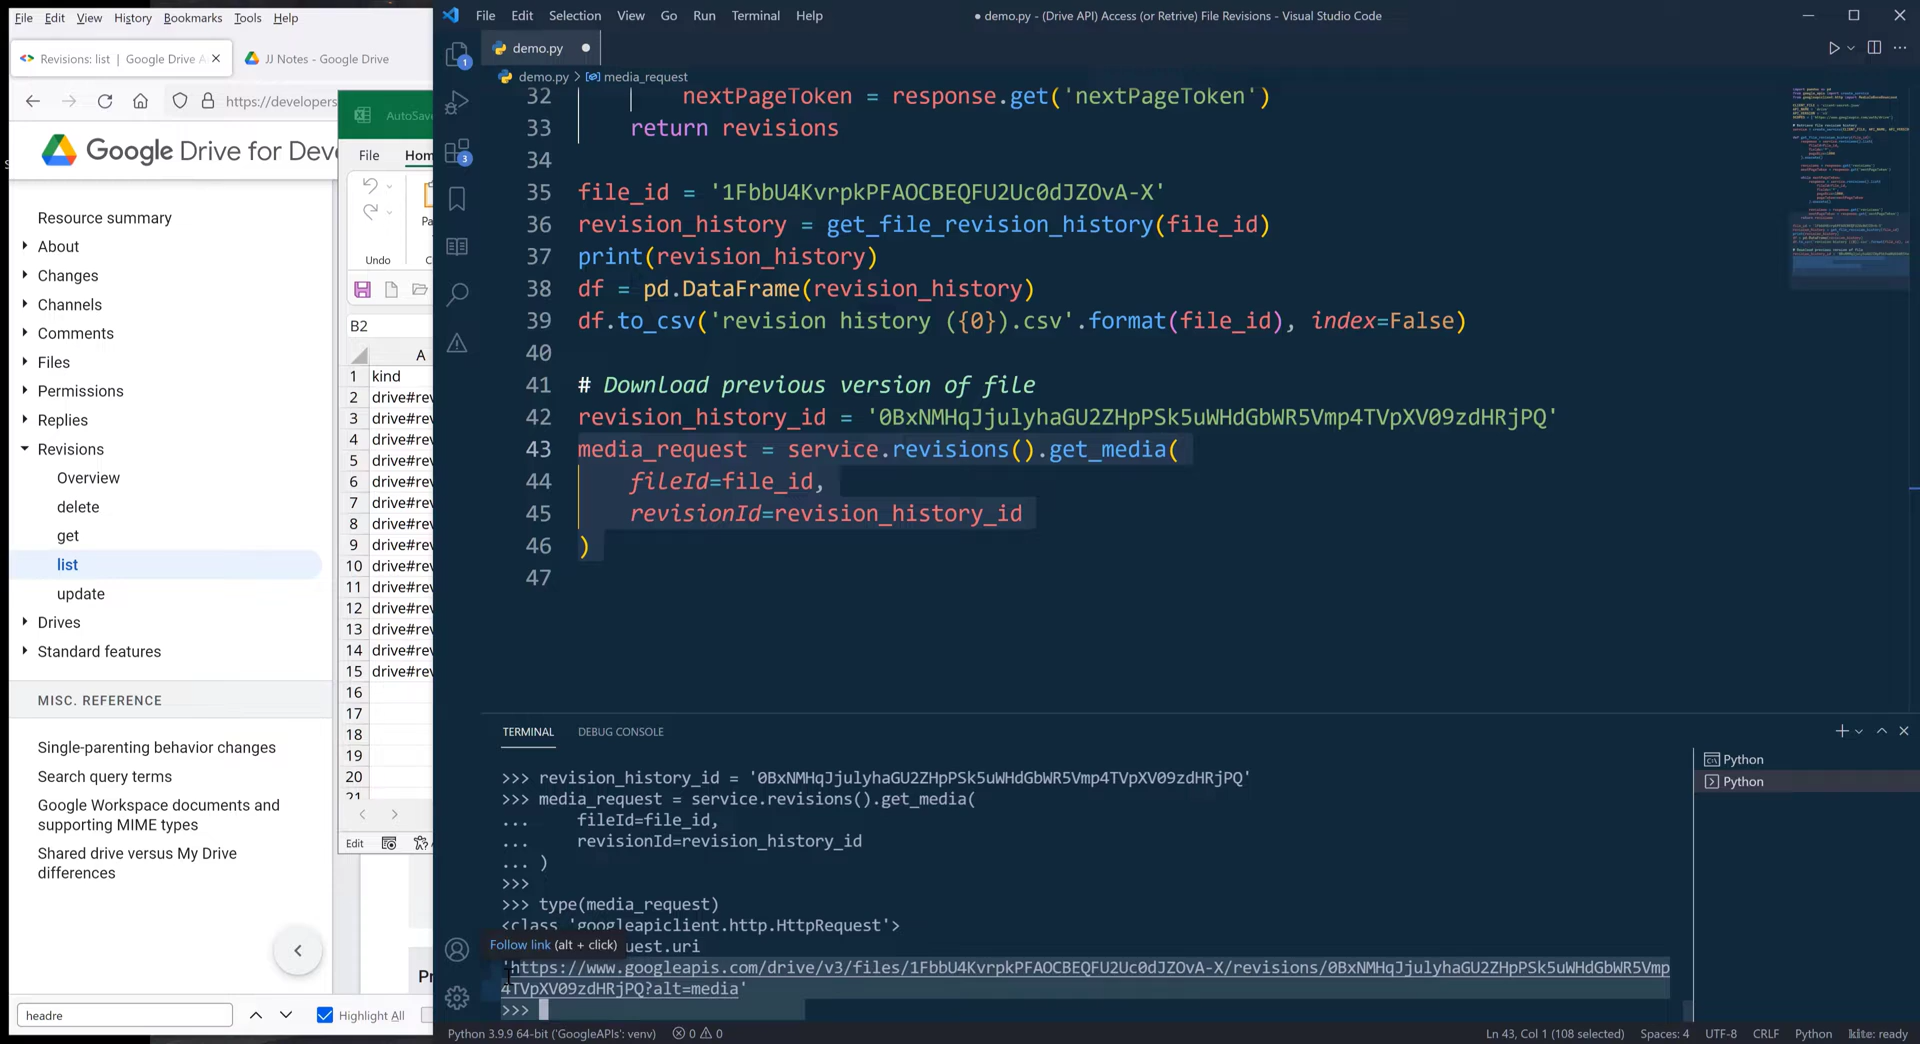 File Edit View History Bookmarks Tools Help
Revisions: list | Google Drive A
JJ Notes - Google Drive
https://developers
Google Drive for Dev
Resource summary
About
Changes
Channels
Comments
Files
Permissions
Replies
Revisions
Overview
delete
get
list
update
Drives
Standard features
MISC. REFERENCE
Single-parenting behavior changes
Search query terms
Google Workspace documents and
supporting MIME types
Shared drive versus My Drive
differences
headre
Highlight All
AutoSave
File Hom
Pa
Undo
B2
A
1 kind
2 drive#rev
3 drive#rev
4 drive#rev
5 drive#rev
6 drive#rev
7 drive#rev
8 drive#rev
9 drive#rev
10 drive#rev
11 drive#rev
12 drive#rev
13 drive#rev
14 drive#rev
15 drive#rev
16
17
18
19
20
21
Edit
File Edit Selection View Go Run Terminal Help
● demo.py - (Drive API) Access (or Retrive) File Revisions - Visual Studio Code
demo.py
demo.py > media_request
1
3
32 nextPageToken = response.get('nextPageToken')
33 return revisions
34
35 file_id = '1FbbU4KvrpkPFAOCBEQFU2Uc0dJZOvA-X'
36 revision_history = get_file_revision_history(file_id)
37 print(revision_history)
38 df = pd.DataFrame(revision_history)
39 df.to_csv('revision history ({0}).csv'.format(file_id), index=False)
40
41 # Download previous version of file
42 revision_history_id = '0BxNMHqJjulyhaGU2ZHpPSk5uWHdGbWR5Vmp4TVpXV09zdHRjPQ'
43 media_request = service.revisions().get_media(
44 fileId=file_id,
45 revisionId=revision_history_id
46 )
47
TERMINAL DEBUG CONSOLE
>>> revision_history_id = '0BxNMHqJjulyhaGU2ZHpPSk5uWHdGbWR5Vmp4TVpXV09zdHRjPQ'
>>> media_request = service.revisions().get_media(
... fileId=file_id,
... revisionId=revision_history_id
... )
>>>
>>> type(media_request)
<class 'googleapiclient.http.HttpRequest'>
Follow link (alt + click)
uest.uri
'https://www.googleapis.com/drive/v3/files/1FbbU4KvrpkPFAOCBEQFU2Uc0dJZOvA-X/revisions/0BxNMHqJjulyhaGU2ZHpPSk5uWHdGbWR5Vmp
4TVpXV09zdHRjPQ?alt=media'
>>>
Python
Python
Python 3.9.9 64-bit ('GoogleAPIs': venv) 0 0
Ln 43, Col 1 (108 selected) Spaces: 4 UTF-8 CRLF Python kite: ready